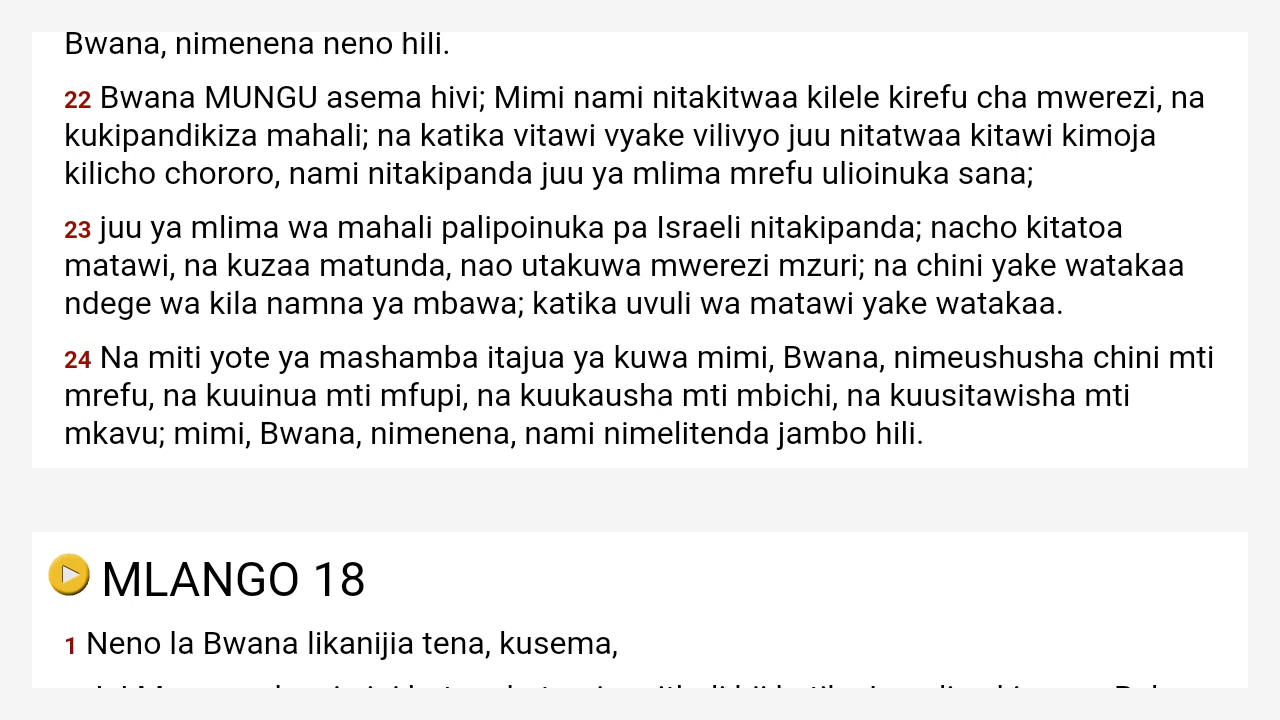 Bwana, nimenena neno hili.
22 Bwana MUNGU asema hivi; Mimi nami nitakitwaa kilele kirefu cha mwerezi, na
kukipandikiza mahali; na katika vitawi vyake vilivyo juu nitatwaa kitawi kimoja
kilicho chororo, nami nitakipanda juu ya mlima mrefu ulioinuka sana;
23 juu ya mlima wa mahali palipoinuka pa Israeli nitakipanda; nacho kitatoa
matawi, na kuzaa matunda, nao utakuwa mwerezi mzuri; na chini yake watakaa
ndege wa kila namna ya mbawa; katika uvuli wa matawi yake watakaa.
24 Na miti yote ya mashamba itajua ya kuwa mimi, Bwana, nimeushusha chini mti
mrefu, na kuuinua mti mfupi, na kuukausha mti mbichi, na kuusitawisha mti
mkavu; mimi, Bwana, nimenena, nami nimelitenda jambo hili.
MLANGO 18
1 Neno la Bwana likanijia tena, kusema,